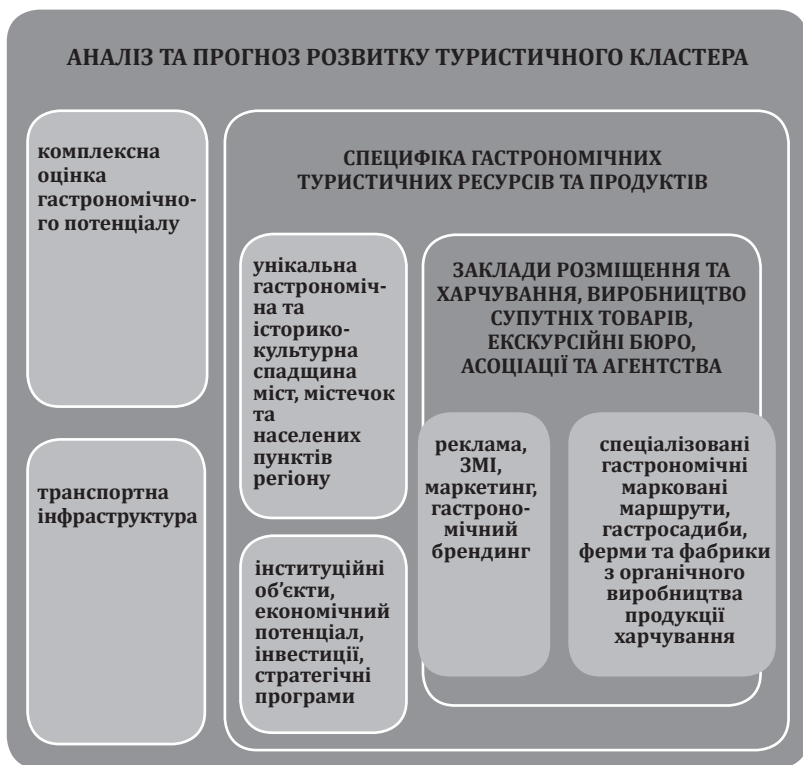 АНАЛІЗ ТА ПРОГНОЗ РОЗВИТКУ ТУРИСТИЧНОГО КЛАСТЕРА
комплексна
оцінка
гастрономічно-
го потенціалу
транспортна
інфраструктура
СПЕЦИФІКА ГАСТРОНОМІЧНИХ
ТУРИСТИЧНИХ РЕСУРСІВ ТА ПРОДУКТІВ
унікальна
гастрономіч-
на та
історико-
культурна
спадщина
міст, містечок
та
населених
пунктів
регіону
інституційні
об’єкти,
економічний
потенціал,
інвестиції,
стратегічні
програми
ЗАКЛАДИ РОЗМІЩЕННЯ ТА
ХАРЧУВАННЯ, ВИРОБНИЦТВО
СУПУТНІХ ТОВАРІВ,
ЕКСКУРСІЙНІ БЮРО,
АСОЦІАЦІЇ ТА АГЕНТСТВА
реклама,
ЗМІ,
маркетинг,
гастроно-
мічний
брендинг
спеціалізовані
гастрономічні
марковані
маршрути,
гастросадиби,
ферми та фабрики
з органічного
виробництва
продукції
харчування